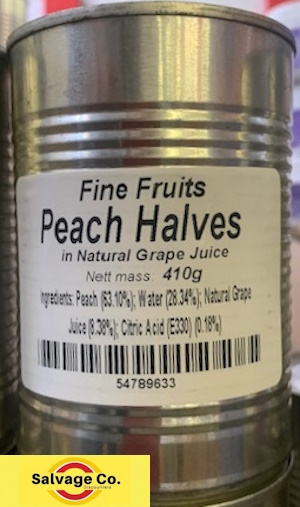 Fine Fruits
Peach Halves
in Natural Grape Juice
Nett mass: 410g
Ingredients: Peach (63.10%); Water (28.34%); Natural Grape
Juice (8.38%); Citric Acid (E330) (0.18%)
54789633
Salvage Co.